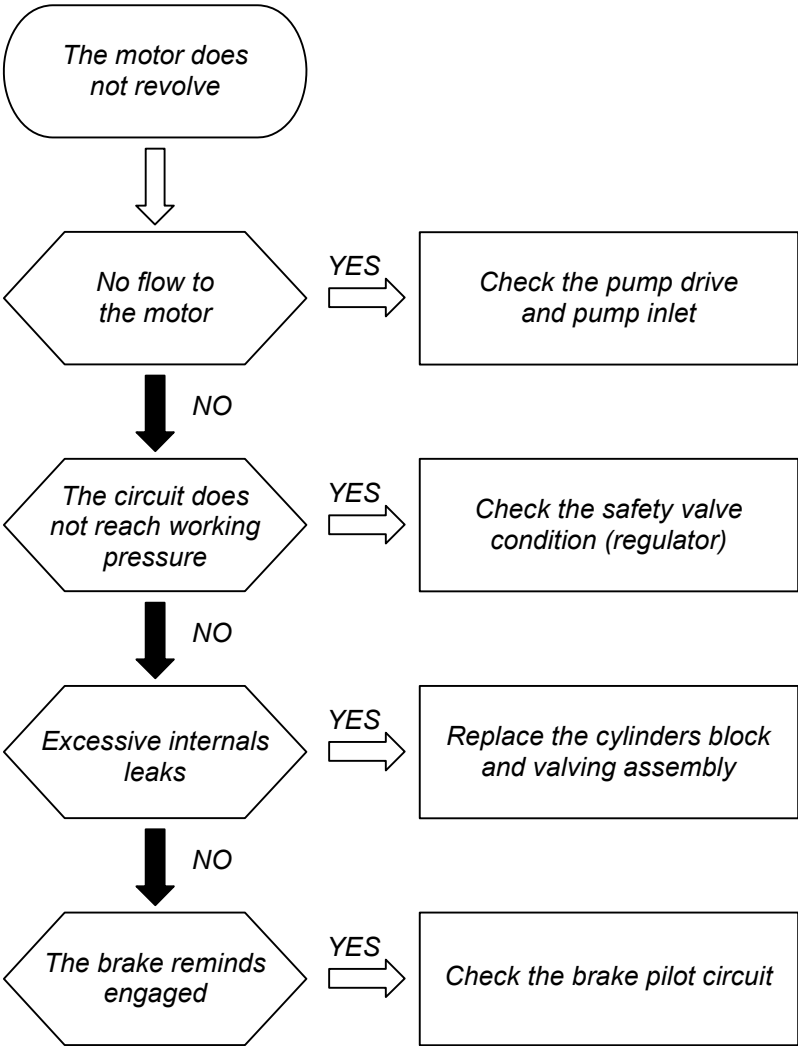 The motor does
not revolve
No flow to
the motor
YES
Check the pump drive
and pump inlet
NO
The circuit does
not reach working
pressure
YES
Check the safety valve
condition (regulator)
NO
Excessive internals
leaks
YES
Replace the cylinders block
and valving assembly
NO
The brake reminds
engaged
YES
Check the brake pilot circuit